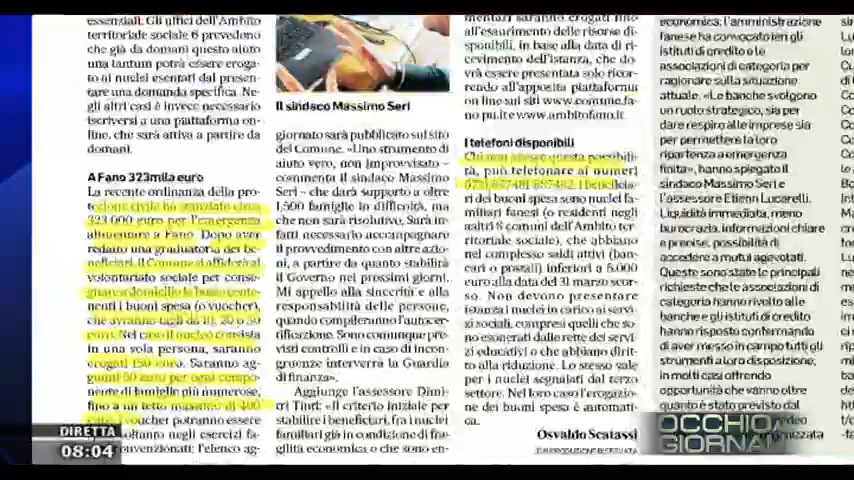 essenziali. Gli uffici dell'Ambito
territoriale sociale 6 prevedono
che già da domani questo aiuto
una tantum potrà essere eroga-
to ai nuclei esentati dal presen-
tare una domanda specifica. Ne-
gli altri casi è invece necessario
iscriversi a una piattaforma on-
line, che sarà attiva a partire da
domani.
A Fano 323mila euro
La recente ordinanza della pro-
tezione civile ha stanziato circa
323.000 euro per l'emergenza
alimentare a Fano. Dopo aver
redatto una graduatoria dei be-
neficiari, il Comune si affiderà al
volontariato sociale per conse-
gnare a domicilio le buste conte-
nenti i buoni spesa (o voucher),
che avranno tagli da 10, 20 o 50
euro. Nel caso il nucleo consista
in una sola persona, saranno
erogati 150 euro. Saranno ag-
giunti 50 euro per ogni compo-
nente di famiglie più numerose,
fino a un tetto massimo di 400
voucher potranno essere
negli esercizi
convenzionati; l'elenco ag-
Il sindaco Massimo Seri
giornato sarà pubblicato sul sito
del Comune. «Uno strumento di
aiuto vero, non improvvisato -
commenta il sindaco Massimo
Seri - che darà supporto a oltre
1.500 famiglie in difficoltà, ma
che non sarà risolutivo. Sarà in-
fatti necessario accompagnare
il provvedimento con altre azio-
ni, a partire da quanto stabilirà
il Governo nei prossimi giorni.
Mi appello alla sincerità e alla
responsabilità delle persone,
quando compileranno l'autocer-
tificazione. Sono comunque pre-
visti controlli e in caso di incon-
gruenze interverrà la Guardia
di finanza».
Aggiunge l'assessore Dimi-
tri Tinti: «Il criterio iniziale per
stabilire i beneficiari, fra i nuclei
familiari già in condizione di fra-
gilità economica o che sono en-
mentari saranno erogati fino
all'esaurimento delle risorse di-
sponibili, in base alla data di ri-
cevimento dell'istanza, che do-
vrà essere presentata solo ricor-
rendo all'apposita piattaforma
on line sui siti www.comune.fa-
no.pu.it e www.ambitofano.it.
I telefoni disponibili
Chi non avesse questa possibili-
tà, può telefonare ai numeri
I beneficia-
ri dei buoni spesa sono nuclei fa-
miliari fanesi (o residenti negli
altri 8 comuni dell'Ambito ter-
ritoriale sociale), che abbiano
nel complesso saldi attivi (ban-
cari o postali) inferiori a 5.000
euro alla data del 31 marzo scor-
so. Non devono presentare
istanza i nuclei in carico ai servi-
zi sociali, compresi quelli che so-
no esonerati dalle rette dei servi-
zi educativi o che abbiano dirit-
to alla riduzione. Lo stesso vale
per i nuclei segnalati dal terzo
settore. Nel loro caso l'erogazio-
ne dei buoni spesa è automati-
ca.
Osvaldo Scatassi
economica: l'amministrazione
fanese ha convocato ieri gli
istituti di credito e le
associazioni di categoria per
ragionare sulla situazione
attuale. «Le banche svolgono
un ruolo strategico, sia per
dare respiro alle imprese sia
per permettere la loro
ripartenza a emergenza
finita», hanno spiegato il
sindaco Massimo Seri e
l'assessore Etienn Lucarelli.
Liquidità immediata, meno
burocrazia, informazioni chiare
e precise, possibilità di
accedere a mutui agevolati.
Queste sono state le principali
richieste che le associazioni di
categoria hanno rivolto alle
banche e gli istituti di credito
hanno risposto confermando
di aver messo in campo tutti gli
strumenti a loro disposizione,
in molti casi offrendo
opportunità che vanno oltre
quanto è stato previsto dal
DIRETTA
08:04
OCCHIO
GIORNA